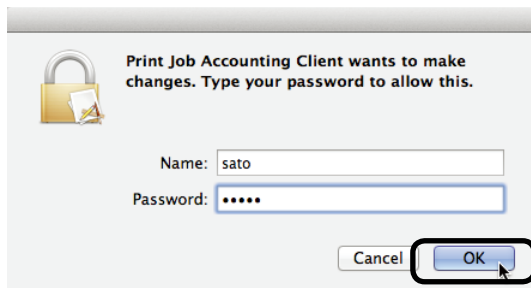 Print Job Accounting Client wants to make
changes. Type your password to allow this.
Name: sato
Password: •••••
Cancel OK